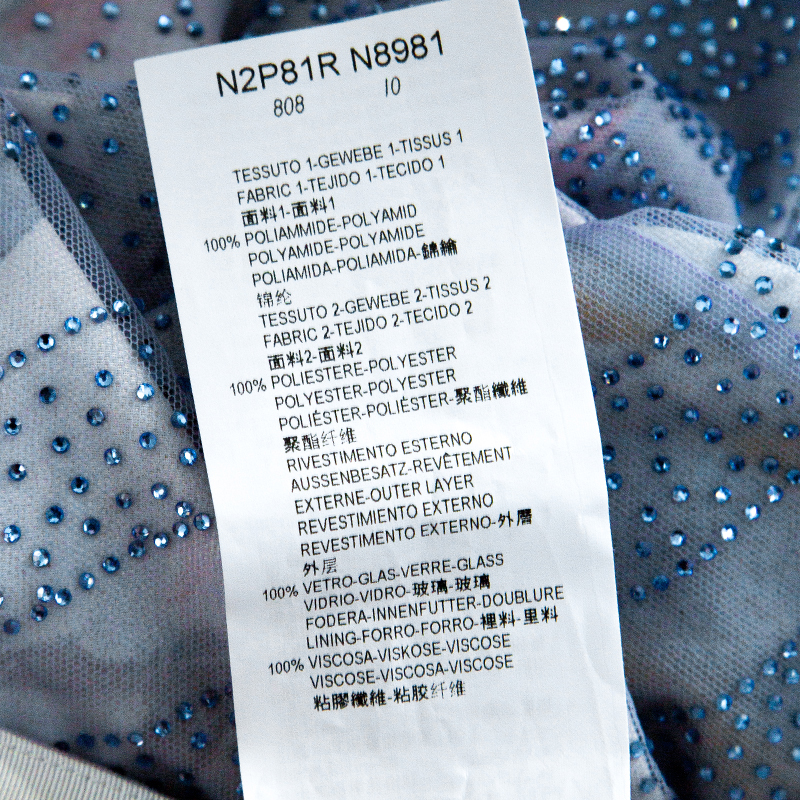 N2P81R N8981
808 10
TESSUTO 1-GEWEBE 1-TISSUS 1
FABRIC 1-TEJIDO 1-TECIDO 1
面料1-面料1
100% POLIAMMIDE-POLYAMID
POLYAMIDE-POLYAMIDE
POLIAMIDA-POLIAMIDA-錦綸
锦纶
TESSUTO 2-GEWEBE 2-TISSUS 2
FABRIC 2-TEJIDO 2-TECIDO 2
面料2-面料2
100% POLIESTERE-POLYESTER
POLYESTER-POLYESTER
POLIÉSTER-POLIÉSTER-聚酯纖維
聚酯纤维
RIVESTIMENTO ESTERNO
AUSSENBESATZ-REVÊTEMENT
EXTERNE-OUTER LAYER
REVESTIMIENTO EXTERNO
REVESTIMENTO EXTERNO-外層
外层
100% VETRO-GLAS-VERRE-GLASS
VIDRIO-VIDRO-玻璃-玻璃
FODERA-INNENFUTTER-DOUBLURE
LINING-FORRO-FORRO-裡料-里料
100% VISCOSA-VISKOSE-VISCOSE
VISCOSE-VISCOSA-VISCOSE
粘膠纖維-粘胶纤维